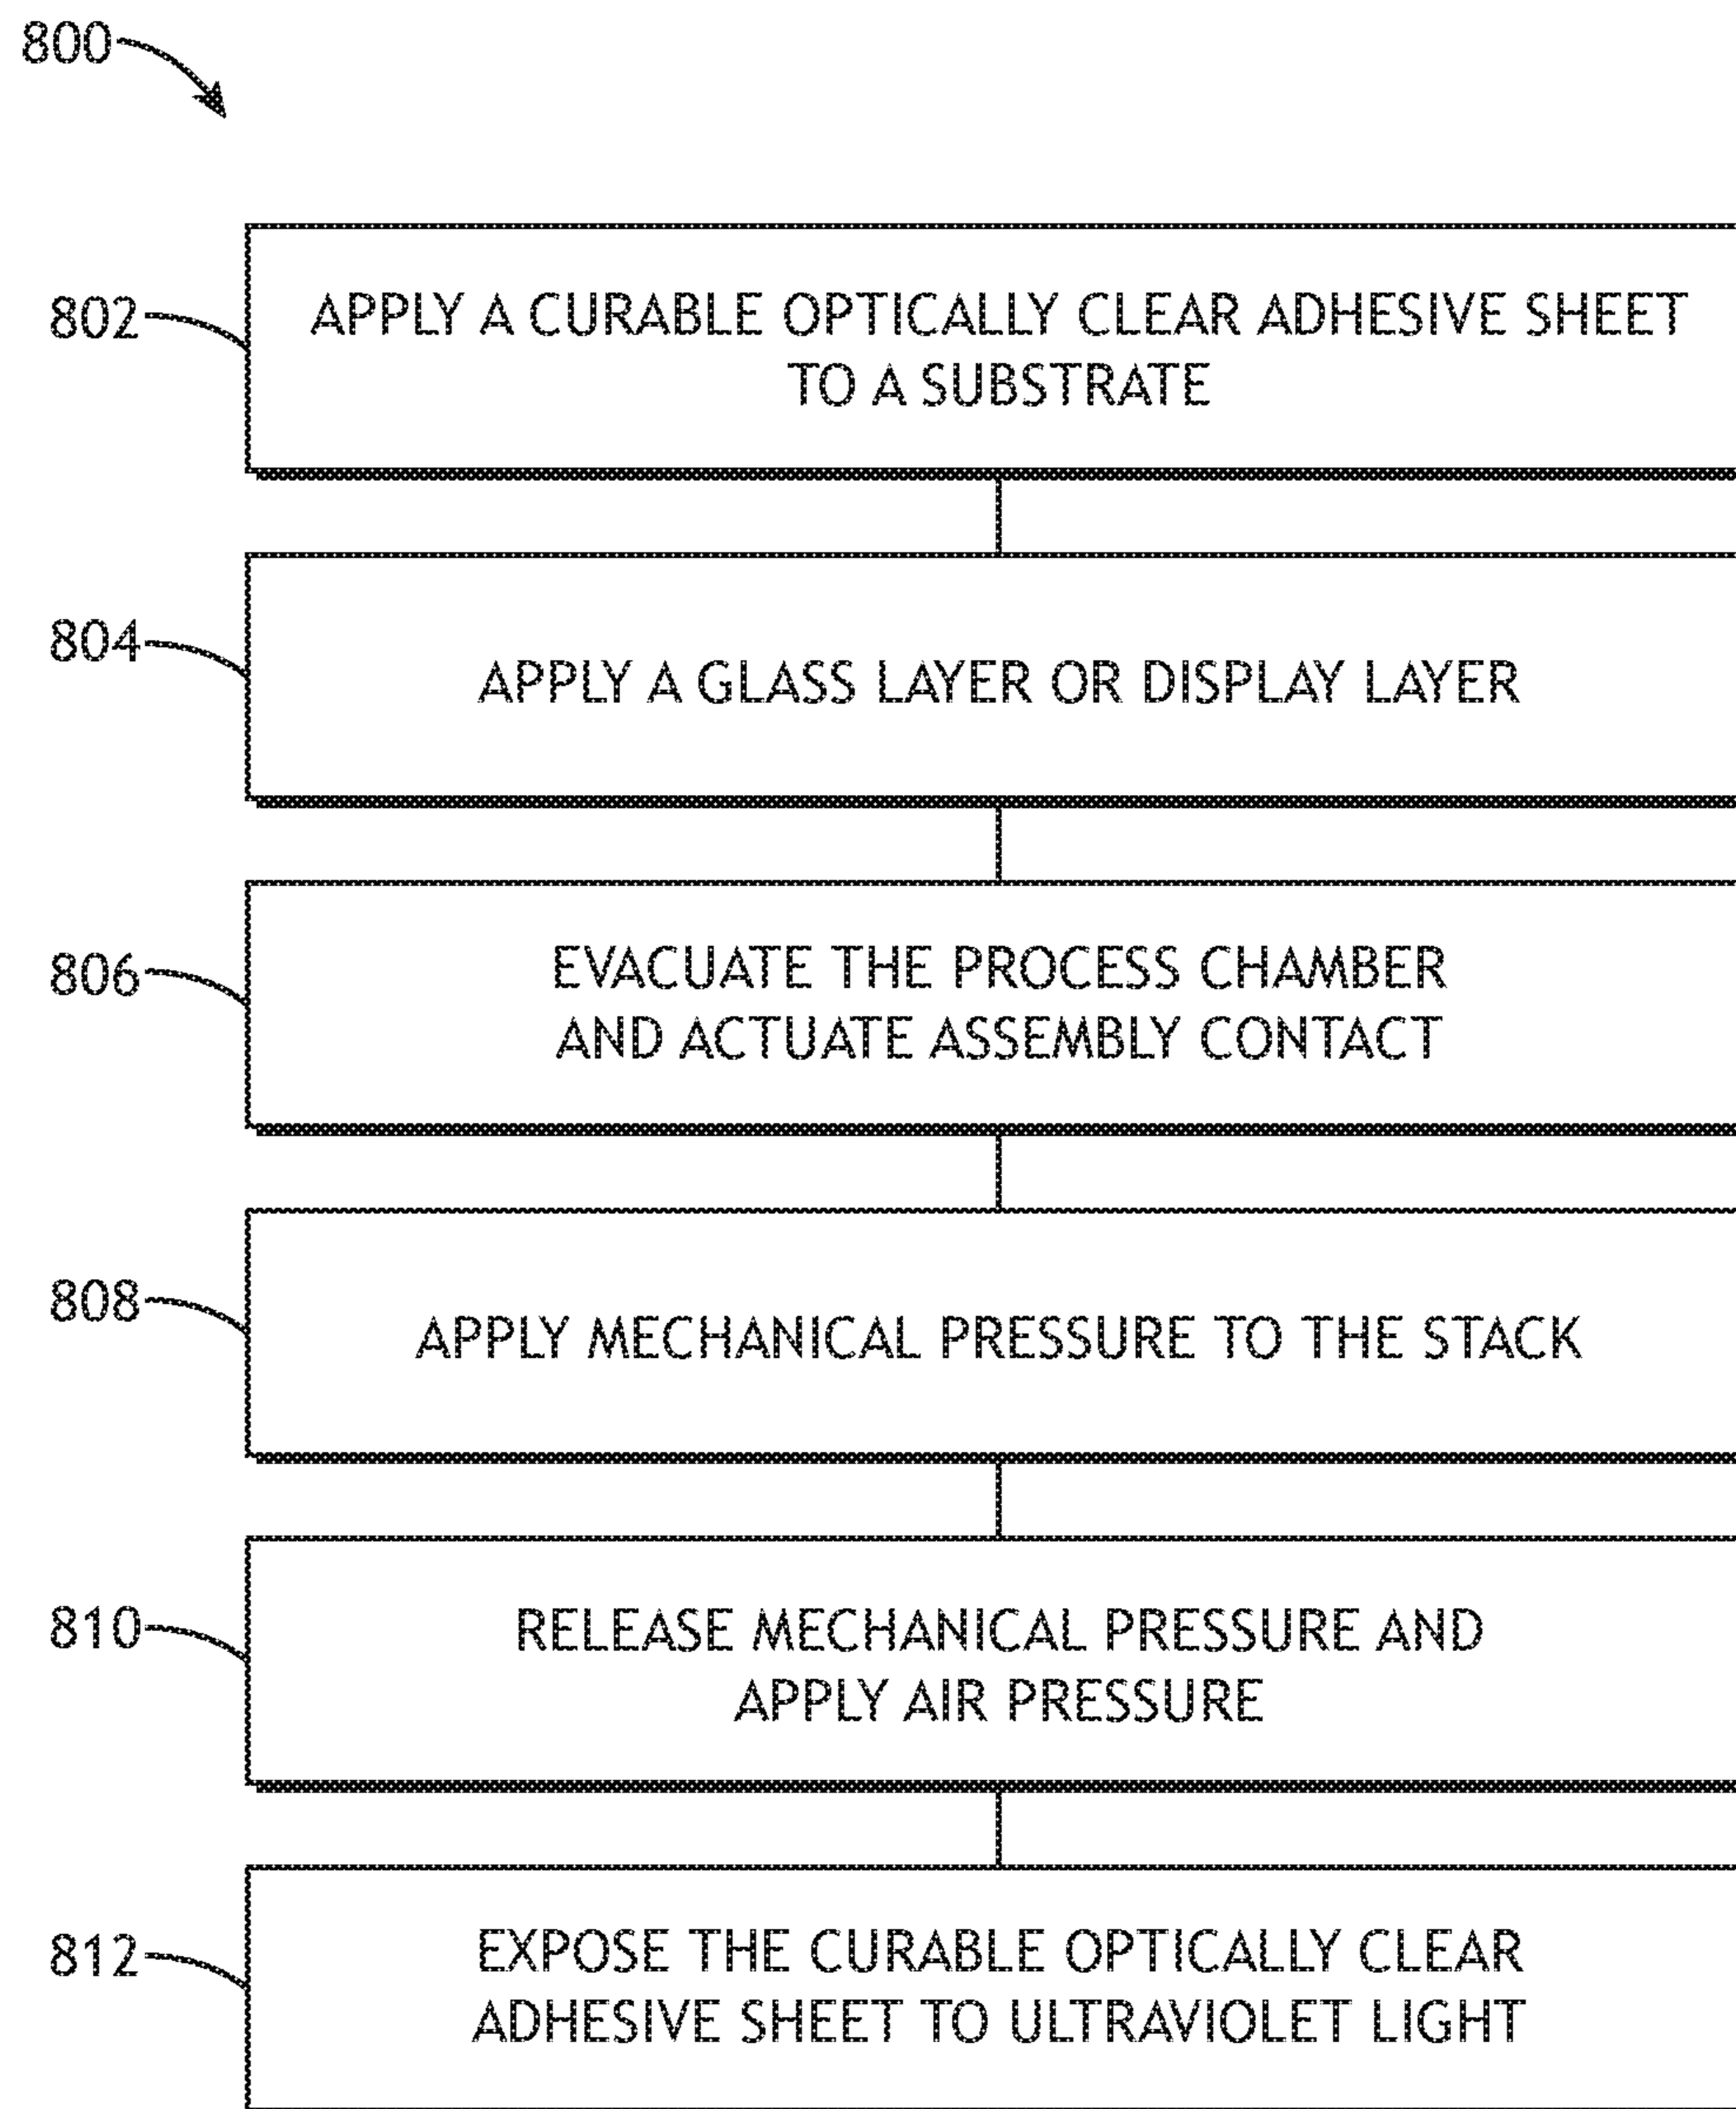 800
802
APPLY A CURABLE OPTICALLY CLEAR ADHESIVE SHEET
TO A SUBSTRATE
804
APPLY A GLASS LAYER OR DISPLAY LAYER
806
EVACUATE THE PROCESS CHAMBER
AND ACTUATE ASSEMBLY CONTACT
808
APPLY MECHANICAL PRESSURE TO THE STACK
810
RELEASE MECHANICAL PRESSURE AND
APPLY AIR PRESSURE
812
EXPOSE THE CURABLE OPTICALLY CLEAR
ADHESIVE SHEET TO ULTRAVIOLET LIGHT